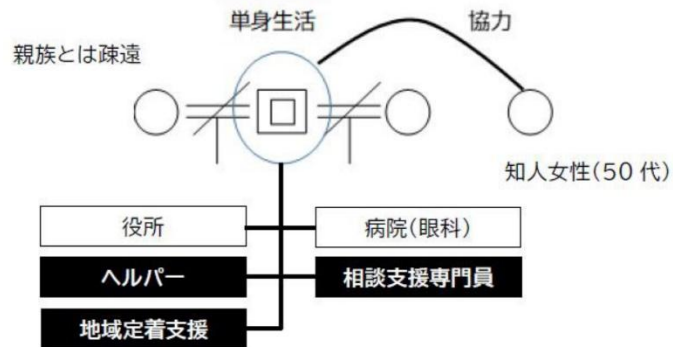 単身生活
協力
親族とは疎遠
知人女性(50 代)
役所
病院(眼科)
ヘルパー
相談支援専門員
地域定着支援